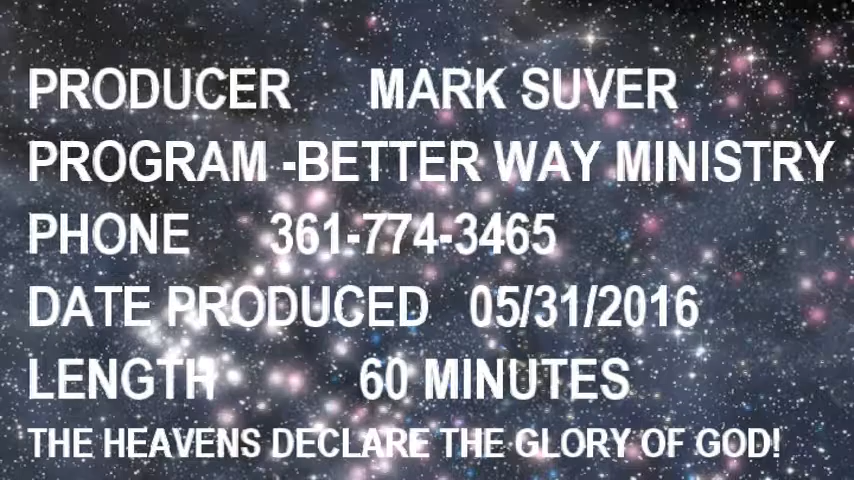 PRODUCER MARK SUVER
PROGRAM -BETTER WAY MINISTRY
PHONE 361-774-3465
DATE PRODUCED 05/31/2016
LENGTH 60 MINUTES
THE HEAVENS DECLARE THE GLORY OF GOD!